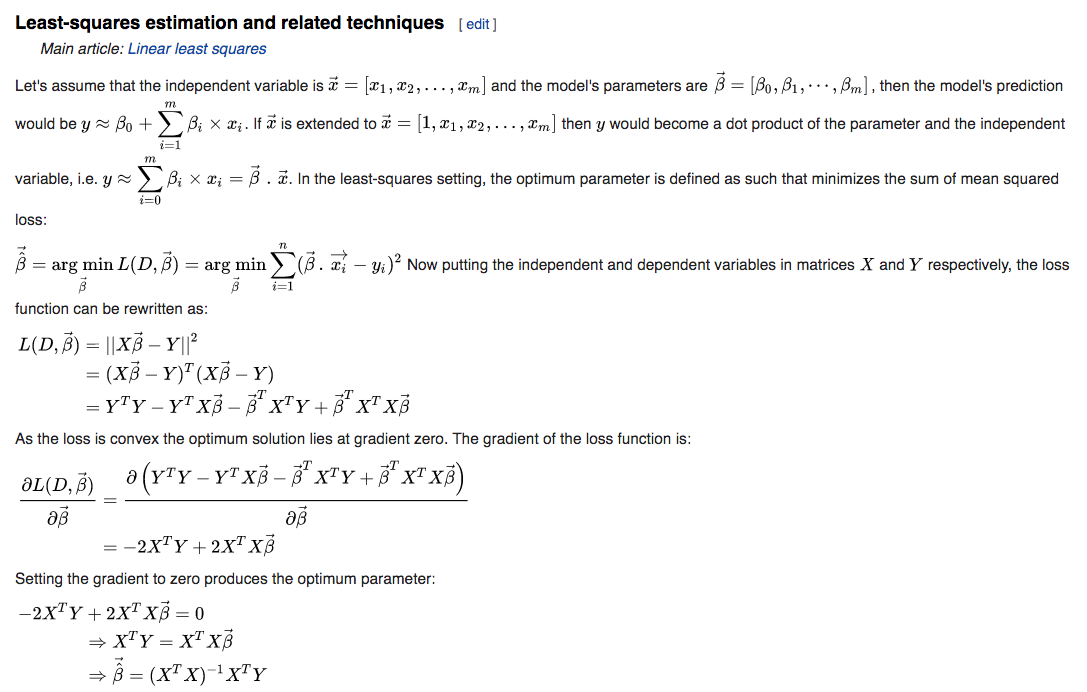 Least-squares estimation and related techniques [ edit ]
Main article: Linear least squares
Let's assume that the independent variable is $\vec{x} = [x_1, x_2, \ldots, x_m]$ and the model's parameters are $\vec{\beta} = [\beta_0, \beta_1, \cdots, \beta_m]$, then the model's prediction
would be $y \approx \beta_0 + \sum_{i=1}^{m} \beta_i \times x_i$. If $\vec{x}$ is extended to $\vec{x} = [1, x_1, x_2, \ldots, x_m]$ then $y$ would become a dot product of the parameter and the independent
variable, i.e. $y \approx \sum_{i=0}^{m} \beta_i \times x_i = \vec{\beta} \, . \, \vec{x}$. In the least-squares setting, the optimum parameter is defined as such that minimizes the sum of mean squared
loss:
$\vec{\hat{\beta}} = \underset{\vec{\beta}}{\arg\min}\, L(D, \vec{\beta}) = \underset{\vec{\beta}}{\arg\min} \sum_{i=1}^{n} (\vec{\beta} \, . \, \overrightarrow{x_i} - y_i)^2$ Now putting the independent and dependent variables in matrices $X$ and $Y$ respectively, the loss
function can be rewritten as:
$L(D, \vec{\beta}) = ||X\vec{\beta} - Y||^2$
$= (X\vec{\beta} - Y)^T (X\vec{\beta} - Y)$
$= Y^T Y - Y^T X\vec{\beta} - \vec{\beta}^T X^T Y + \vec{\beta}^T X^T X\vec{\beta}$
As the loss is convex the optimum solution lies at gradient zero. The gradient of the loss function is:
$\frac{\partial L(D, \vec{\beta})}{\partial \vec{\beta}} = \frac{\partial \left( Y^T Y - Y^T X\vec{\beta} - \vec{\beta}^T X^T Y + \vec{\beta}^T X^T X\vec{\beta} \right)}{\partial \vec{\beta}}$
$= -2X^T Y + 2X^T X\vec{\beta}$
Setting the gradient to zero produces the optimum parameter:
$-2X^T Y + 2X^T X\vec{\beta} = 0$
$\Rightarrow X^T Y = X^T X\vec{\beta}$
$\Rightarrow \vec{\hat{\beta}} = (X^T X)^{-1} X^T Y$